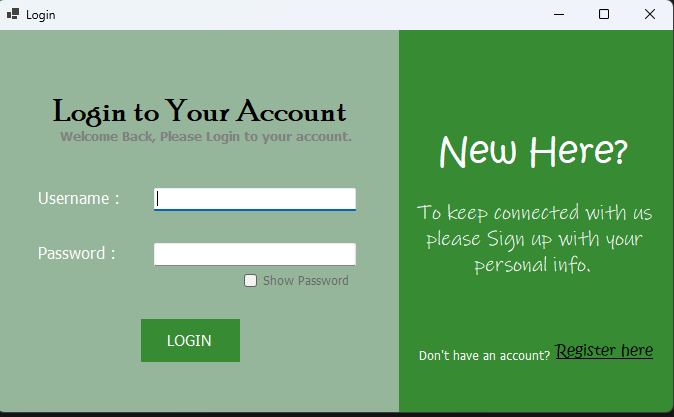 Login
Login to Your Account
Welcome Back, Please Login to your account.
Username :
Password :
Show Password
LOGIN
New Here?
To keep connected with us
please Sign up with your
personal info.
Don't have an account? Register here